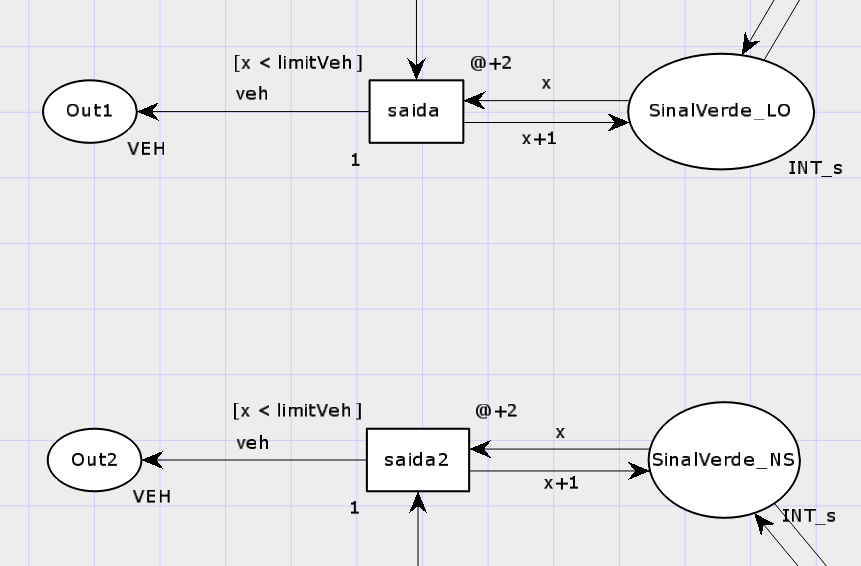 [x < limitVeh ]
@+2
veh
x
Out1
saida
SinalVerde_LO
x+1
VEH
1
INT_s
[x < limitVeh ]
@+2
veh
x
Out2
saida2
SinalVerde_NS
x+1
VEH
1
INT_s